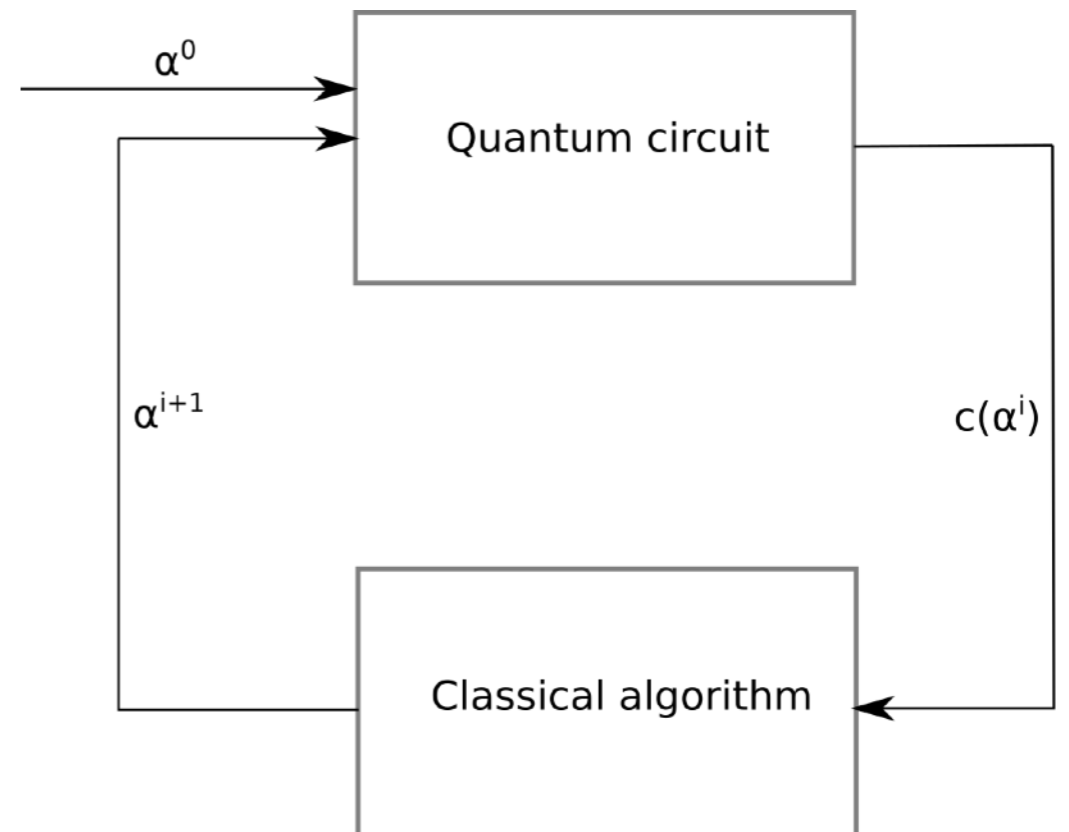 α⁰
Quantum circuit
αⁱ⁺¹
c(αⁱ)
Classical algorithm